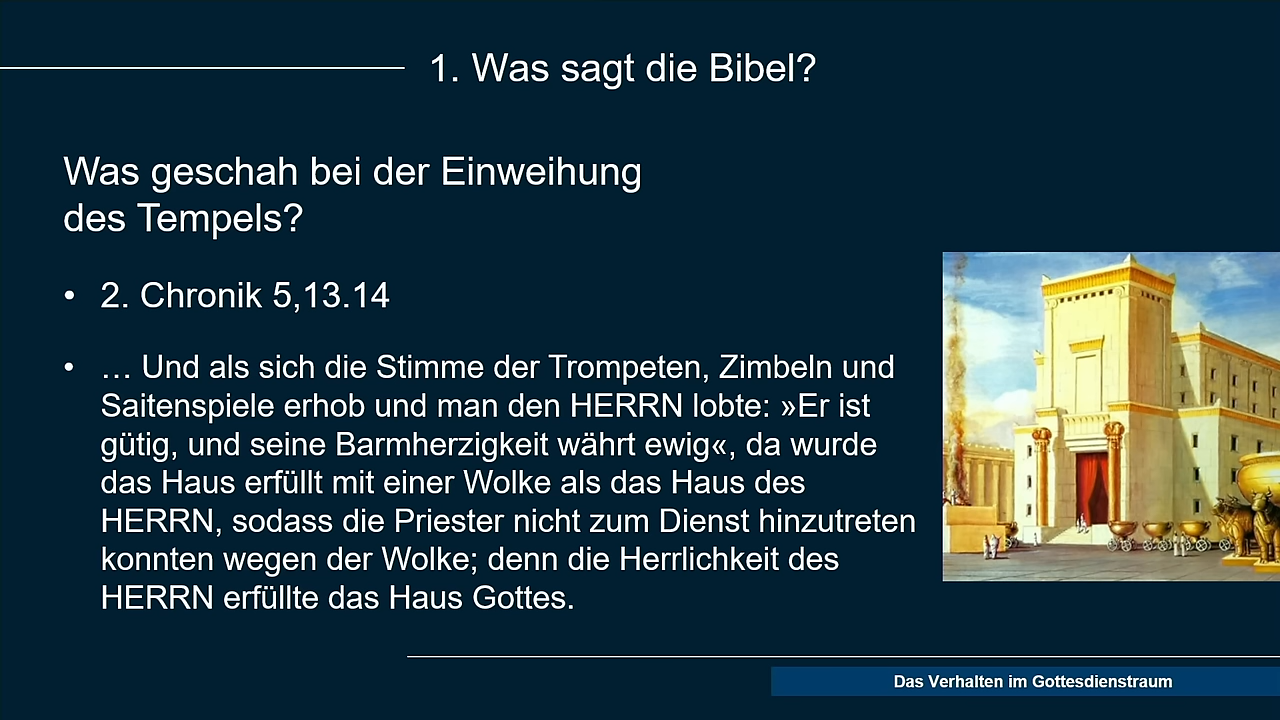 1. Was sagt die Bibel?
Was geschah bei der Einweihung
des Tempels?
• 2. Chronik 5,13.14
• … Und als sich die Stimme der Trompeten, Zimbeln und
Saitenspiele erhob und man den HERRN lobte: »Er ist
gütig, und seine Barmherzigkeit währt ewig«, da wurde
das Haus erfüllt mit einer Wolke als das Haus des
HERRN, sodass die Priester nicht zum Dienst hinzutreten
konnten wegen der Wolke; denn die Herrlichkeit des
HERRN erfüllte das Haus Gottes.
Das Verhalten im Gottesdienstraum